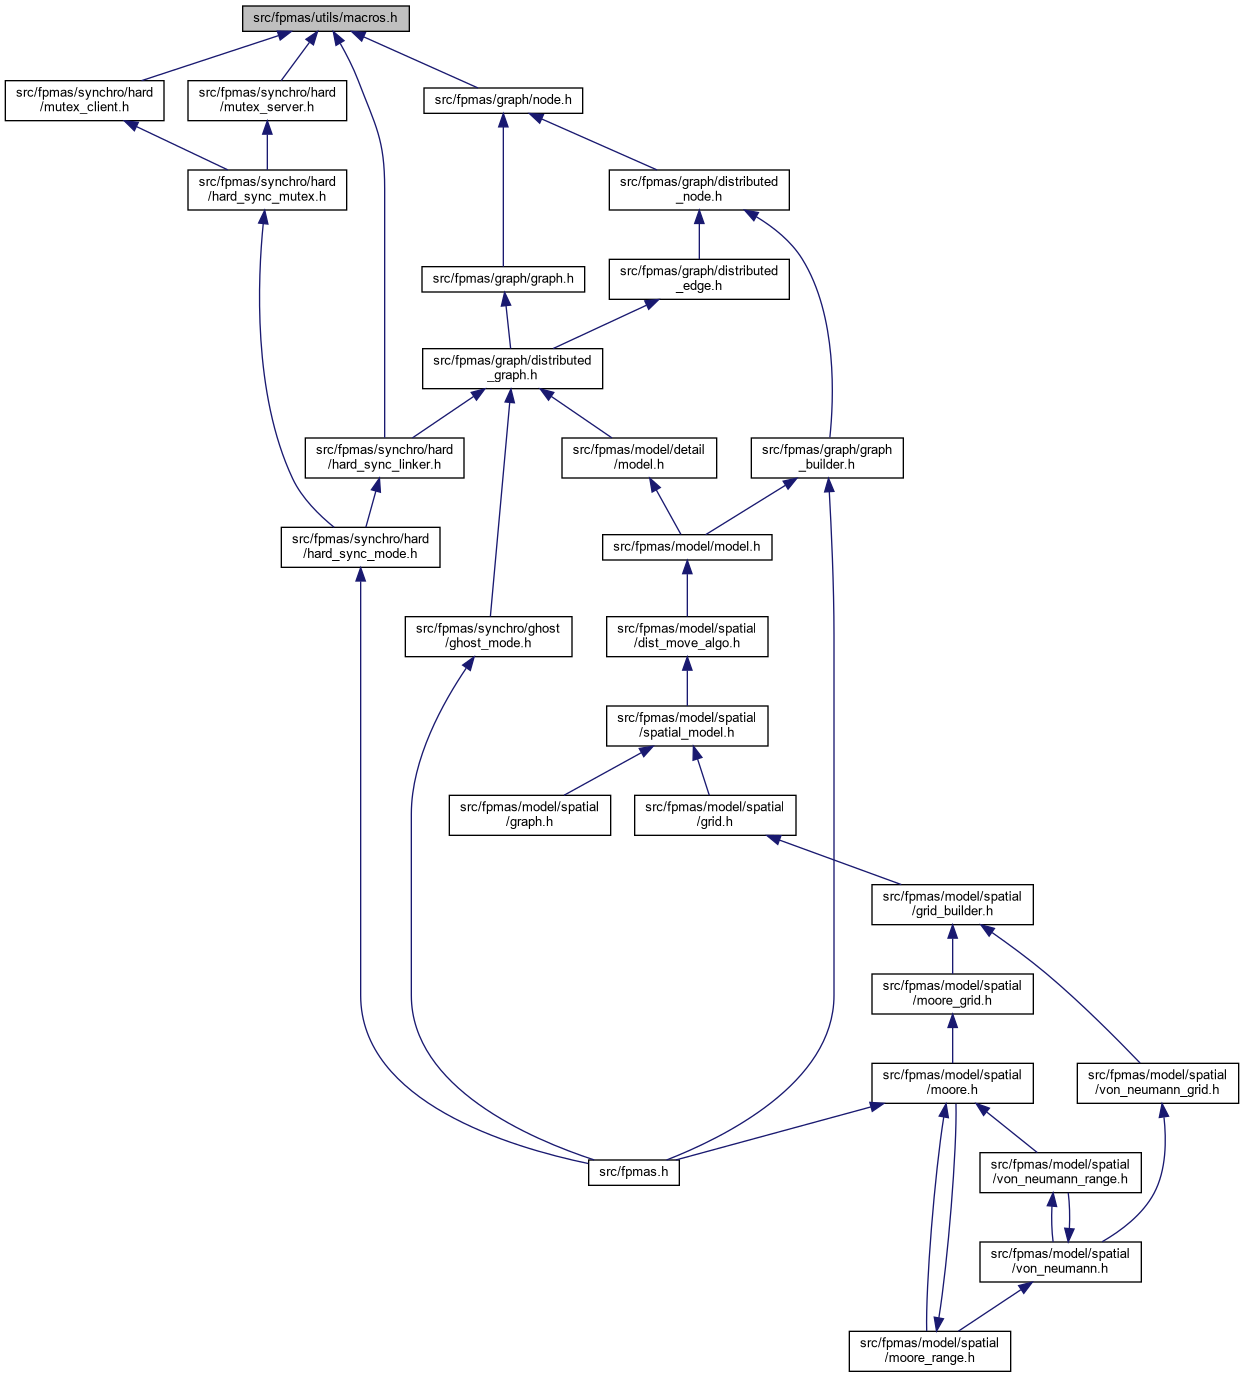 src/fpmas/utils/macros.h
src/fpmas/synchro/hard
/mutex_client.h
src/fpmas/synchro/hard
/mutex_server.h
src/fpmas/graph/node.h
src/fpmas/synchro/hard
/hard_sync_mutex.h
src/fpmas/graph/distributed
_node.h
src/fpmas/graph/graph.h
src/fpmas/graph/distributed
_edge.h
src/fpmas/graph/distributed
_graph.h
src/fpmas/synchro/hard
/hard_sync_linker.h
src/fpmas/model/detail
/model.h
src/fpmas/graph/graph
_builder.h
src/fpmas/synchro/hard
/hard_sync_mode.h
src/fpmas/model/model.h
src/fpmas/synchro/ghost
/ghost_mode.h
src/fpmas/model/spatial
/dist_move_algo.h
src/fpmas/model/spatial
/spatial_model.h
src/fpmas/model/spatial
/graph.h
src/fpmas/model/spatial
/grid.h
src/fpmas/model/spatial
/grid_builder.h
src/fpmas/model/spatial
/moore_grid.h
src/fpmas/model/spatial
/moore.h
src/fpmas/model/spatial
/von_neumann_grid.h
src/fpmas.h
src/fpmas/model/spatial
/von_neumann_range.h
src/fpmas/model/spatial
/von_neumann.h
src/fpmas/model/spatial
/moore_range.h